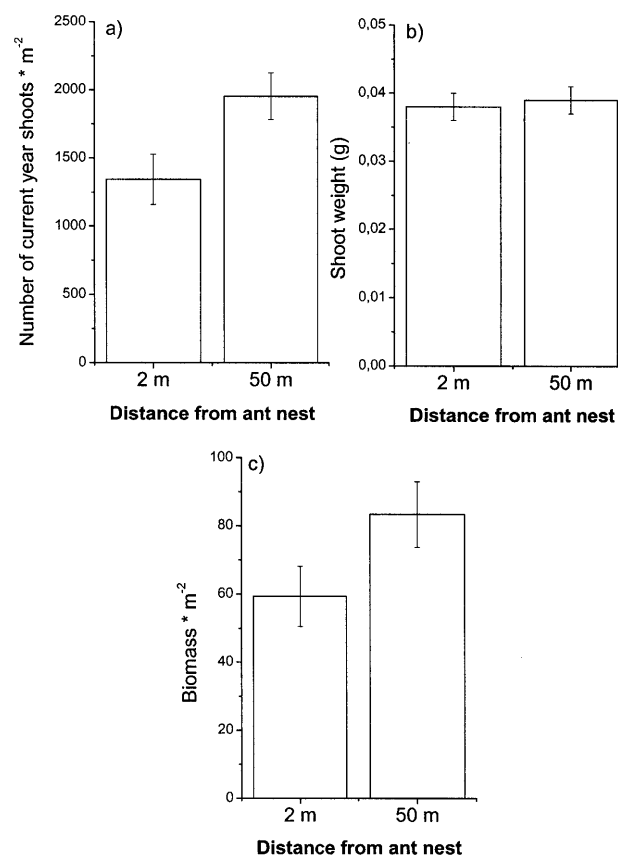 a)
Number of current year shoots * m-2
2500
2000
1500
1000
500
0
2 m
50 m
Distance from ant nest
b)
Shoot weight (g)
0,05
0,04
0,03
0,02
0,01
0,00
2 m
50 m
Distance from ant nest
c)
Biomass * m-2
100
80
60
40
20
0
2 m
50 m
Distance from ant nest